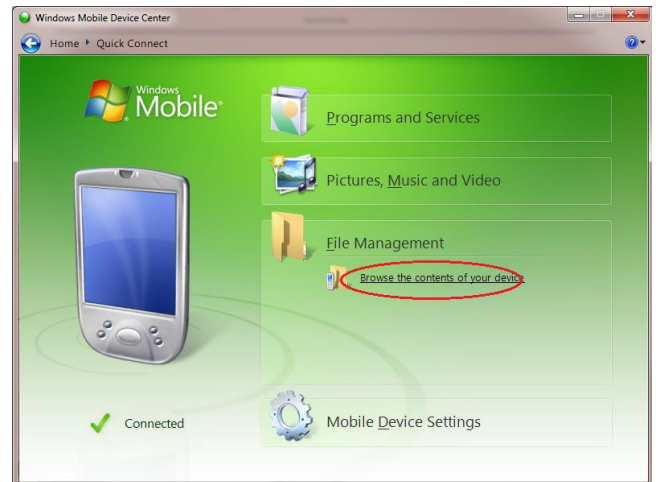 Windows Mobile Device Center
Home Quick Connect
Windows
Mobile®
Programs and Services
Pictures, Music and Video
File Management
Browse the contents of your device
Connected
Mobile Device Settings